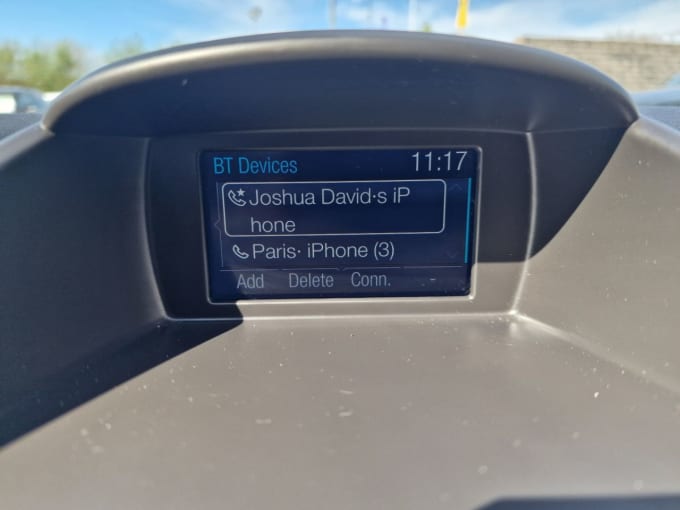 BT Devices 11:17
Joshua David·s iP
hone
Paris· iPhone (3)
Add Delete Conn. -